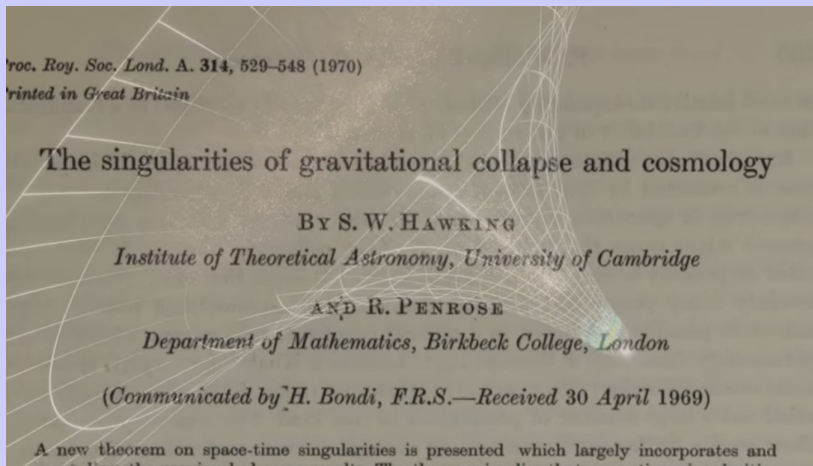 roc. Roy. Soc. Lond. A. 314, 529–548 (1970)
rinted in Great Britain
The singularities of gravitational collapse and cosmology
BY S. W. HAWKING
Institute of Theoretical Astronomy, University of Cambridge
AND R. PENROSE
Department of Mathematics, Birkbeck College, London
(Communicated by H. Bondi, F.R.S.—Received 30 April 1969)
A new theorem on space-time singularities is presented which largely incorporates and